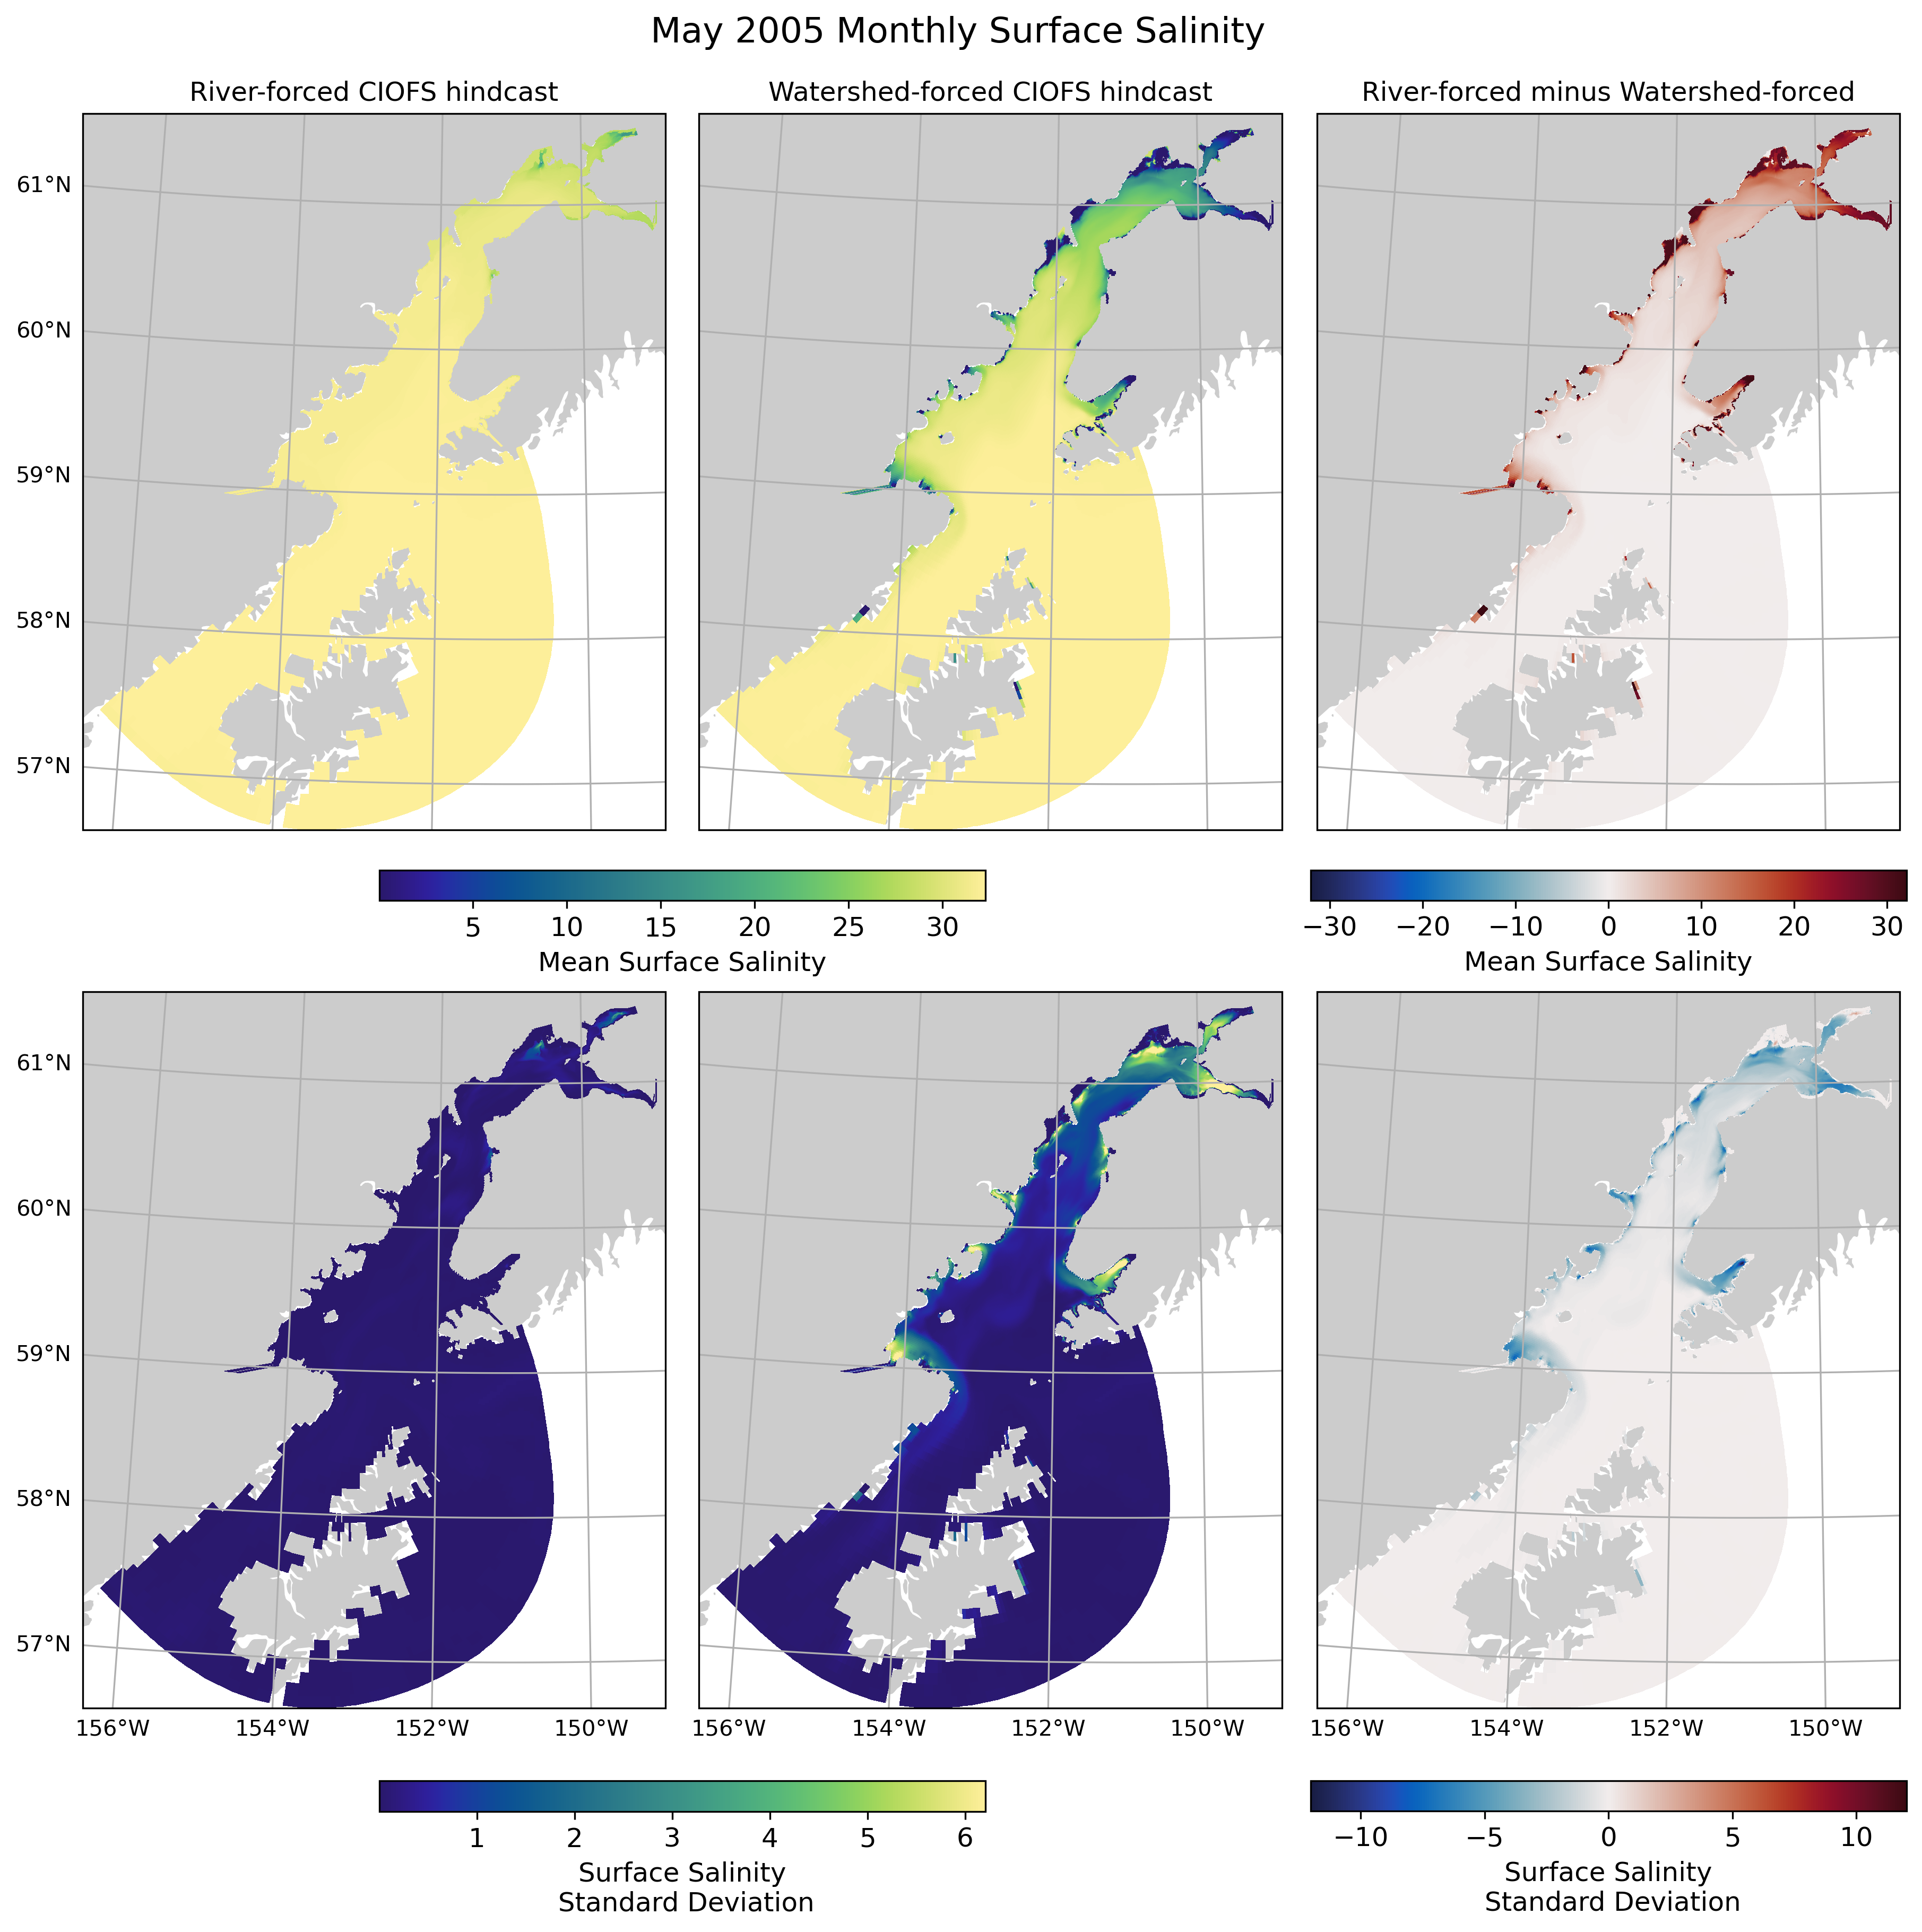 May 2005 Monthly Surface Salinity
River-forced CIOFS hindcast
Watershed-forced CIOFS hindcast
River-forced minus Watershed-forced
61°N
60°N
59°N
58°N
57°N
5 10 15 20 25 30
Mean Surface Salinity
−30 −20 −10 0 10 20 30
Mean Surface Salinity
61°N
60°N
59°N
58°N
57°N
156°W 154°W 152°W 150°W
156°W 154°W 152°W 150°W
156°W 154°W 152°W 150°W
1 2 3 4 5 6
Surface Salinity
Standard Deviation
−10 −5 0 5 10
Surface Salinity
Standard Deviation